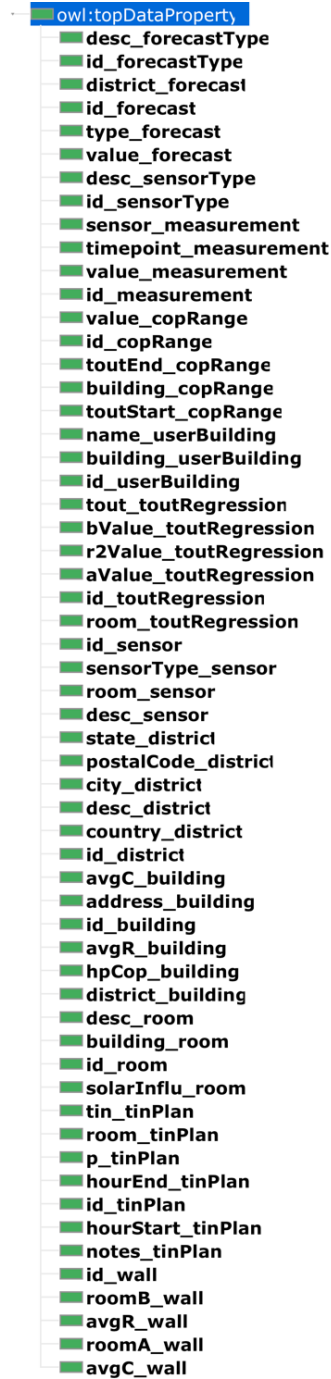 owl:topDataProperty
desc_forecastType
id_forecastType
district_forecast
id_forecast
type_forecast
value_forecast
desc_sensorType
id_sensorType
sensor_measurement
timepoint_measurement
value_measurement
id_measurement
value_copRange
id_copRange
toutEnd_copRange
building_copRange
toutStart_copRange
name_userBuilding
building_userBuilding
id_userBuilding
tout_toutRegression
bValue_toutRegression
r2Value_toutRegression
aValue_toutRegression
id_toutRegression
room_toutRegression
id_sensor
sensorType_sensor
room_sensor
desc_sensor
state_district
postalCode_district
city_district
desc_district
country_district
id_district
avgC_building
address_building
id_building
avgR_building
hpCop_building
district_building
desc_room
building_room
id_room
solarInflu_room
tin_tinPlan
room_tinPlan
p_tinPlan
hourEnd_tinPlan
id_tinPlan
hourStart_tinPlan
notes_tinPlan
id_wall
roomB_wall
avgR_wall
roomA_wall
avgC_wall